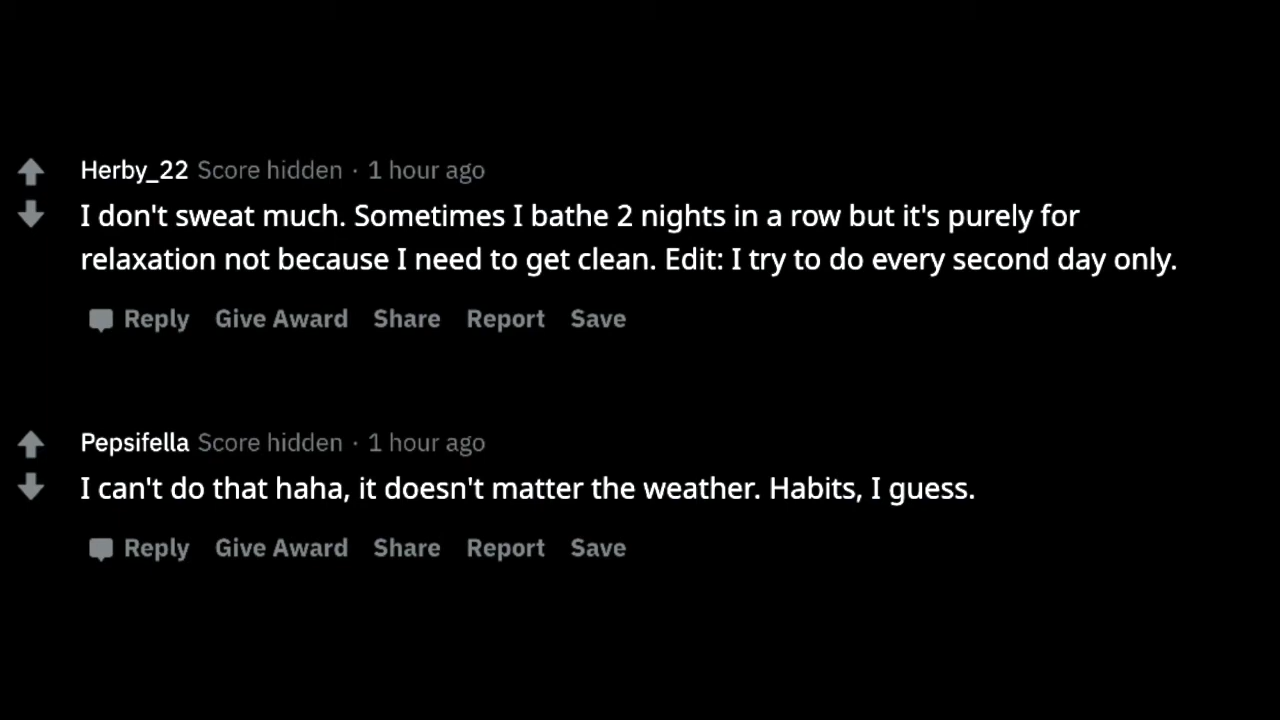 Herby_22 Score hidden · 1 hour ago
I don't sweat much. Sometimes I bathe 2 nights in a row but it's purely for
relaxation not because I need to get clean. Edit: I try to do every second day only.
Reply Give Award Share Report Save
Pepsifella Score hidden · 1 hour ago
I can't do that haha, it doesn't matter the weather. Habits, I guess.
Reply Give Award Share Report Save